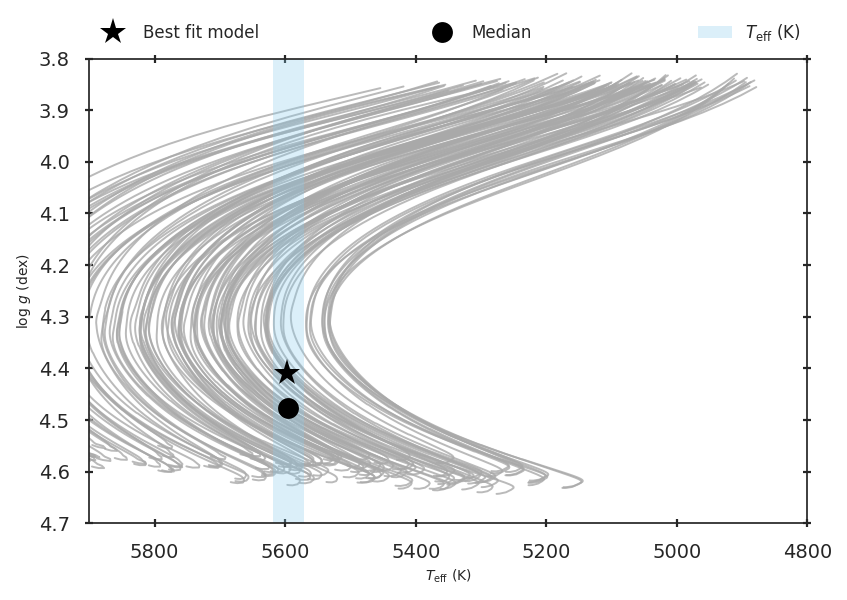 Best fit model
Median
T_eff (K)
3.8
3.9
4.0
4.1
4.2
4.3
4.4
4.5
4.6
4.7
log g (dex)
5800 5600 5400 5200 5000 4800
T_eff (K)